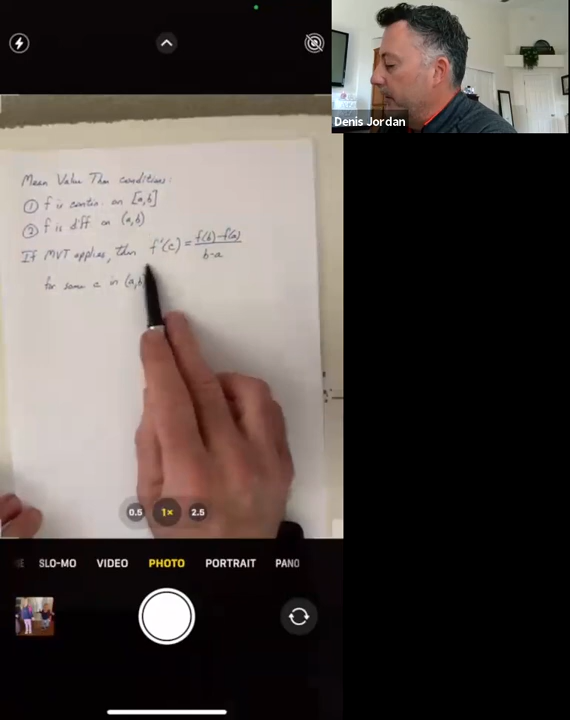 Denis Jordan
Mean Value Thm conditions:
① f is contin. on [a,b]
② f is diff on (a,b)
If MVT applies, then f'(c) = f(b)-f(a) / b-a
for some c in (a,b)
0.5 1× 2.5
SLO-MO VIDEO PHOTO PORTRAIT PANO